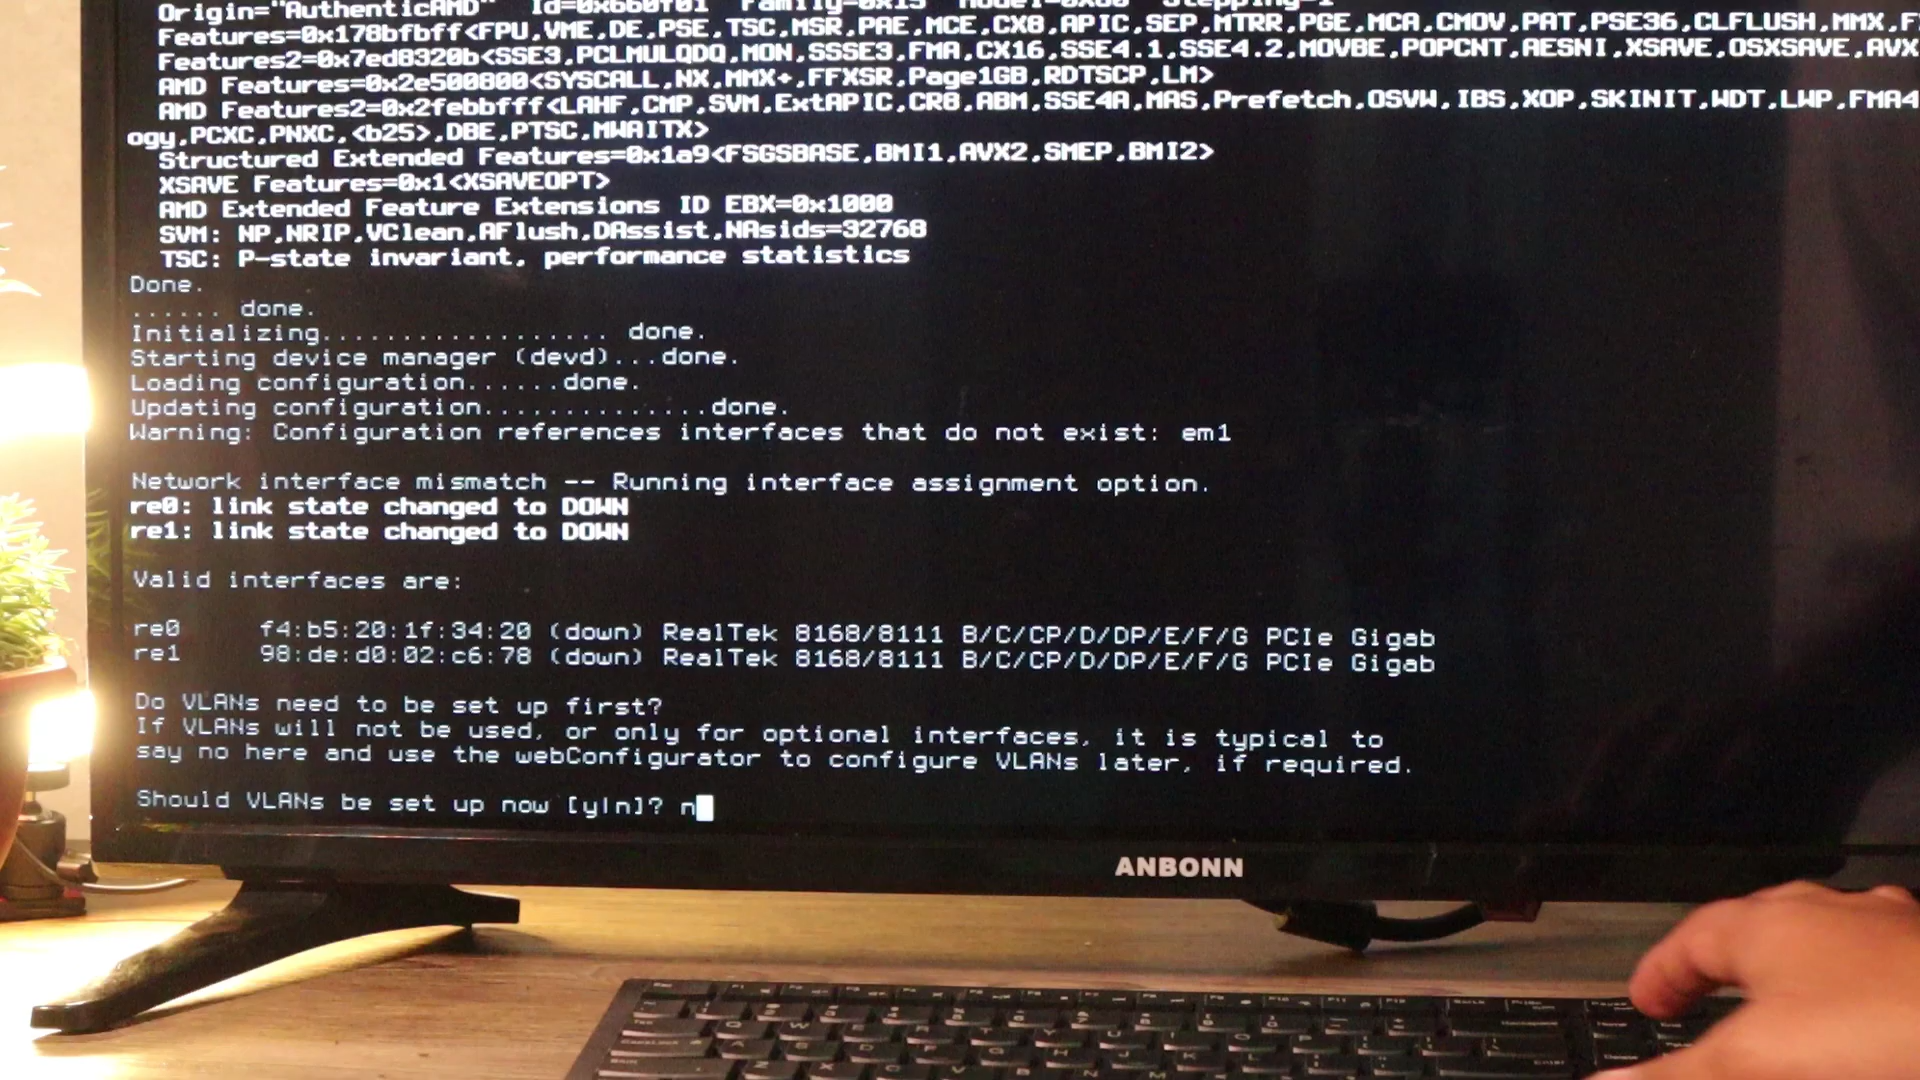 Origin="AuthenticAMD" Id=0x660f01 Family=0x15 Model=0x60 Stepping=1
Features=0x178bfbff<FPU,VME,DE,PSE,TSC,MSR,PAE,MCE,CX8,APIC,SEP,MTRR,PGE,MCA,CMOV,PAT,PSE36,CLFLUSH,MMX,F
Features2=0x7ed8320b<SSE3,PCLMULQDQ,MON,SSSE3,FMA,CX16,SSE4.1,SSE4.2,MOVBE,POPCNT,AESNI,XSAVE,OSXSAVE,AVX
AMD Features=0x2e500800<SYSCALL,NX,MMX+,FFXSR,Page1GB,RDTSCP,LM>
AMD Features2=0x2febbfff<LAHF,CMP,SVM,ExtAPIC,CR8,ABM,SSE4A,MAS,Prefetch,OSVW,IBS,XOP,SKINIT,WDT,LWP,FMA4
ogy,PCXC,PNXC,<b25>,DBE,PTSC,MWAITX>
Structured Extended Features=0x1a9<FSGSBASE,BMI1,AVX2,SMEP,BMI2>
XSAVE Features=0x1<XSAVEOPT>
AMD Extended Feature Extensions ID EBX=0x1000
SVM: NP,NRIP,VClean,AFlush,DAssist,NAsids=32768
TSC: P-state invariant, performance statistics
Done.
...... done.
Initializing.................. done.
Starting device manager (devd)...done.
Loading configuration......done.
Updating configuration..............done.
Warning: Configuration references interfaces that do not exist: em1
Network interface mismatch -- Running interface assignment option.
re0: link state changed to DOWN
re1: link state changed to DOWN
Valid interfaces are:
re0 f4:b5:20:1f:34:20 (down) RealTek 8168/8111 B/C/CP/D/DP/E/F/G PCIe Gigab
re1 98:de:d0:02:c6:78 (down) RealTek 8168/8111 B/C/CP/D/DP/E/F/G PCIe Gigab
Do VLANs need to be set up first?
If VLANs will not be used, or only for optional interfaces, it is typical to
say no here and use the webConfigurator to configure VLANs later, if required.
Should VLANs be set up now [y|n]? n
ANBONN